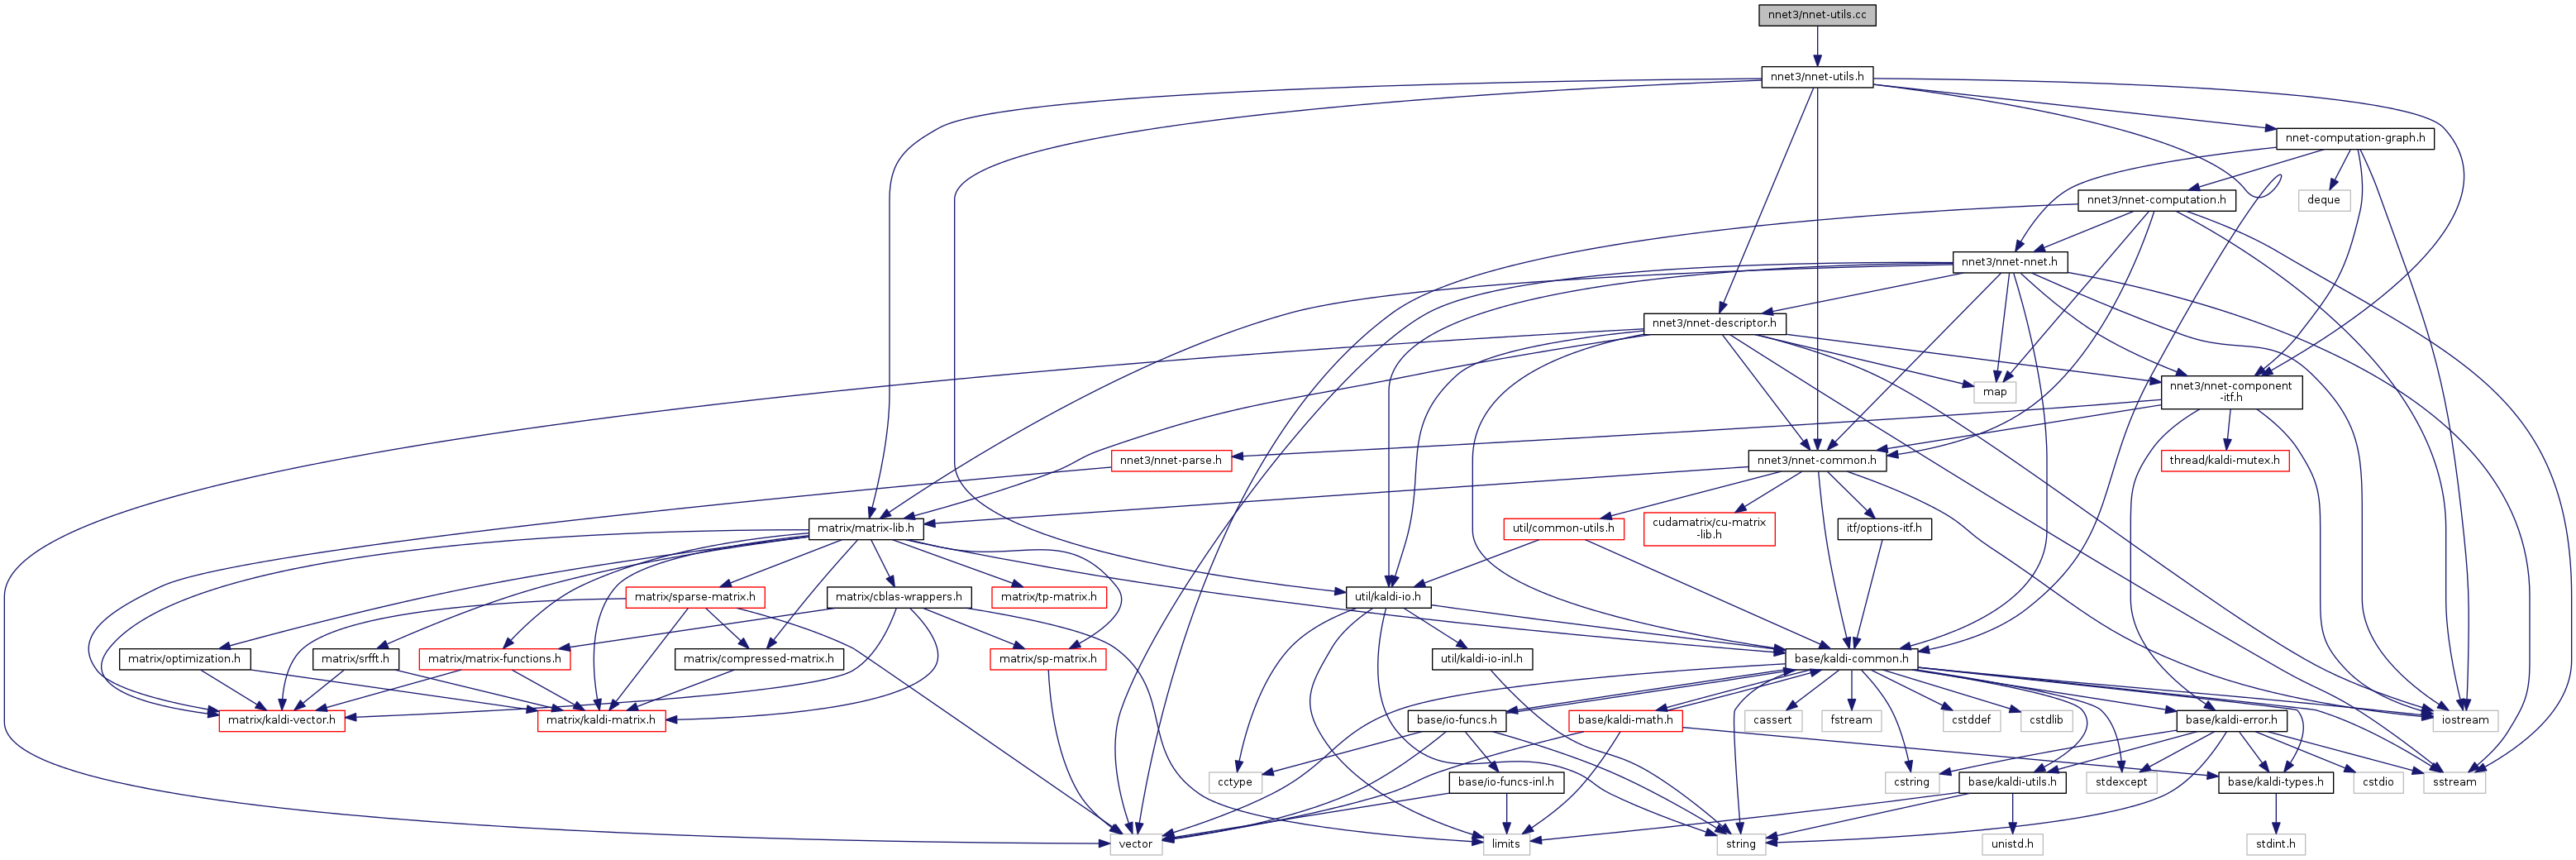 nnet3/nnet-utils.cc
nnet3/nnet-utils.h
nnet-computation-graph.h
deque
nnet3/nnet-computation.h
nnet3/nnet-nnet.h
nnet3/nnet-descriptor.h
map
nnet3/nnet-component
-itf.h
nnet3/nnet-parse.h
nnet3/nnet-common.h
thread/kaldi-mutex.h
matrix/matrix-lib.h
util/common-utils.h
cudamatrix/cu-matrix
-lib.h
itf/options-itf.h
matrix/sparse-matrix.h
matrix/cblas-wrappers.h
matrix/tp-matrix.h
util/kaldi-io.h
matrix/optimization.h
matrix/srfft.h
matrix/matrix-functions.h
matrix/compressed-matrix.h
matrix/sp-matrix.h
util/kaldi-io-inl.h
base/kaldi-common.h
matrix/kaldi-vector.h
matrix/kaldi-matrix.h
base/io-funcs.h
base/kaldi-math.h
cassert
fstream
cstddef
cstdlib
base/kaldi-error.h
iostream
cctype
base/io-funcs-inl.h
cstring
base/kaldi-utils.h
stdexcept
base/kaldi-types.h
cstdio
sstream
vector
limits
string
unistd.h
stdint.h